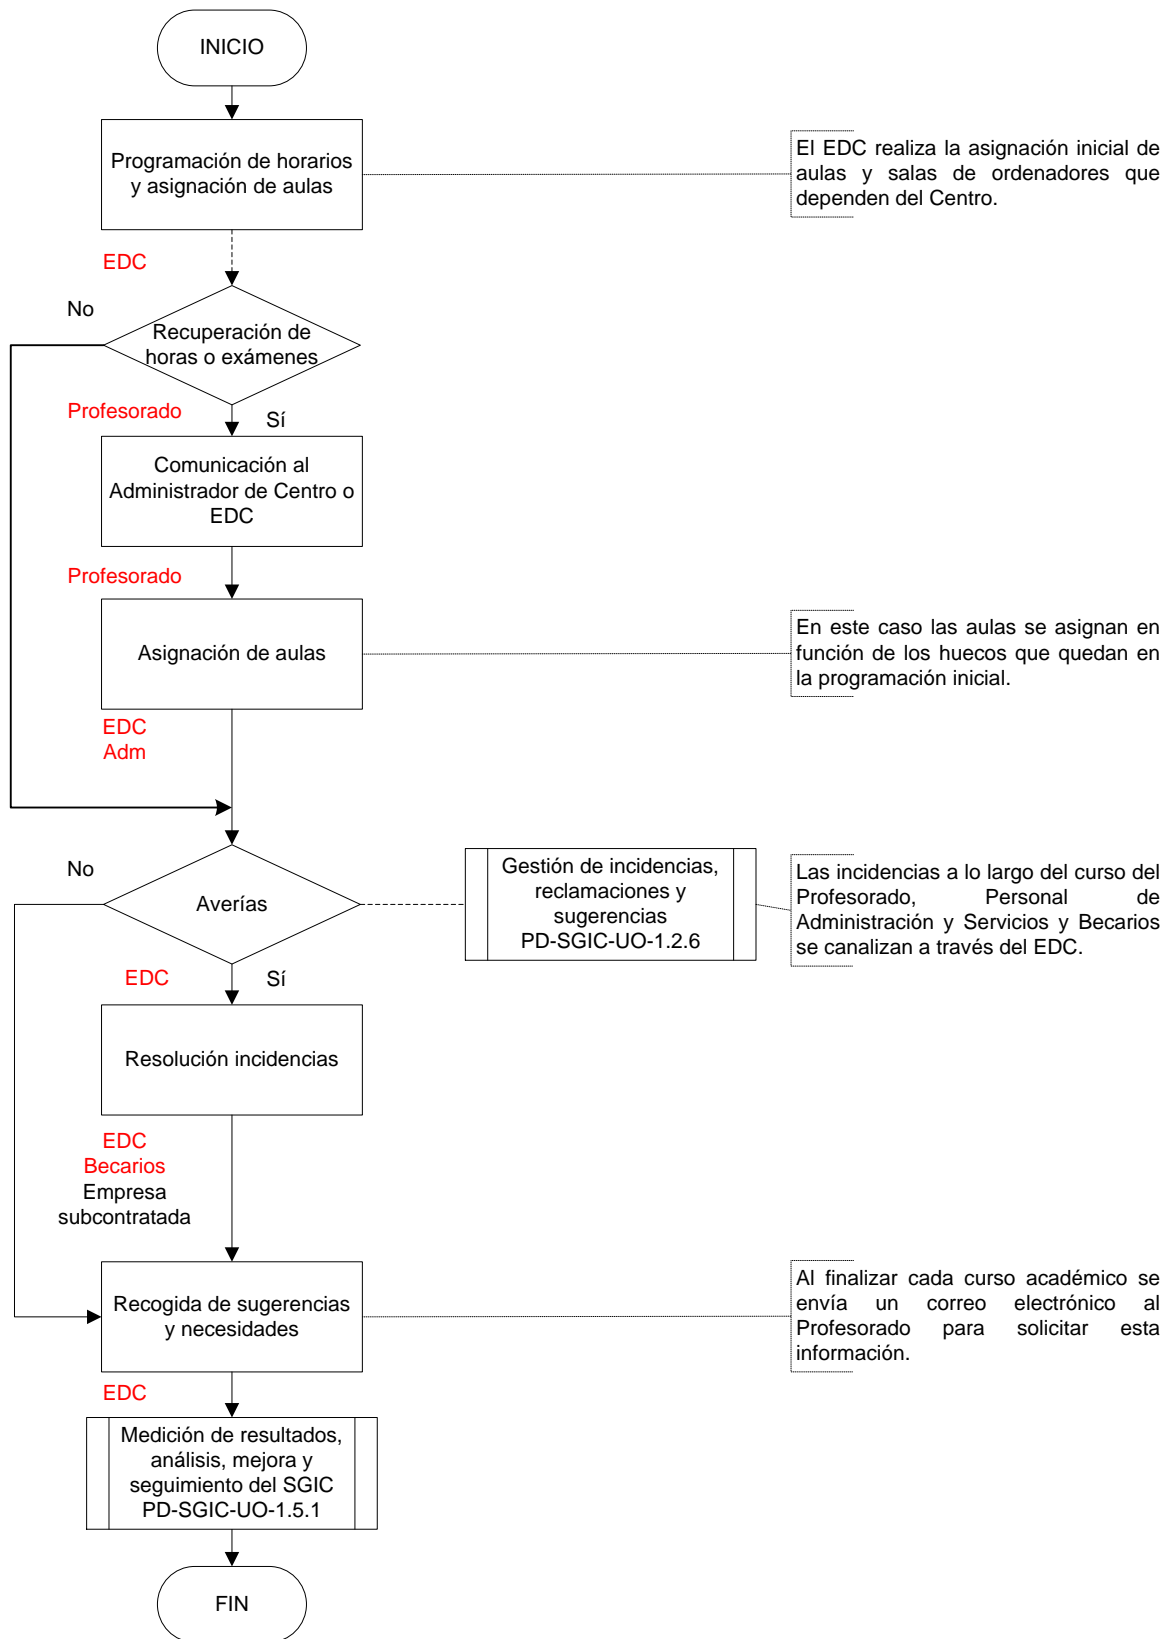 INICIO
Programación de horarios
y asignación de aulas
El EDC realiza la asignación inicial de
aulas y salas de ordenadores que
dependen del Centro.
EDC
No
Recuperación de
horas o exámenes
Profesorado
Sí
Comunicación al
Administrador de Centro o
EDC
Profesorado
Asignación de aulas
En este caso las aulas se asignan en
función de los huecos que quedan en
la programación inicial.
EDC
Adm
No
Averías
Gestión de incidencias,
reclamaciones y
sugerencias
PD-SGIC-UO-1.2.6
Las incidencias a lo largo del curso del
Profesorado, Personal de
Administración y Servicios y Becarios
se canalizan a través del EDC.
EDC
Sí
Resolución incidencias
EDC
Becarios
Empresa
subcontratada
Recogida de sugerencias
y necesidades
Al finalizar cada curso académico se
envía un correo electrónico al
Profesorado para solicitar esta
información.
EDC
Medición de resultados,
análisis, mejora y
seguimiento del SGIC
PD-SGIC-UO-1.5.1
FIN